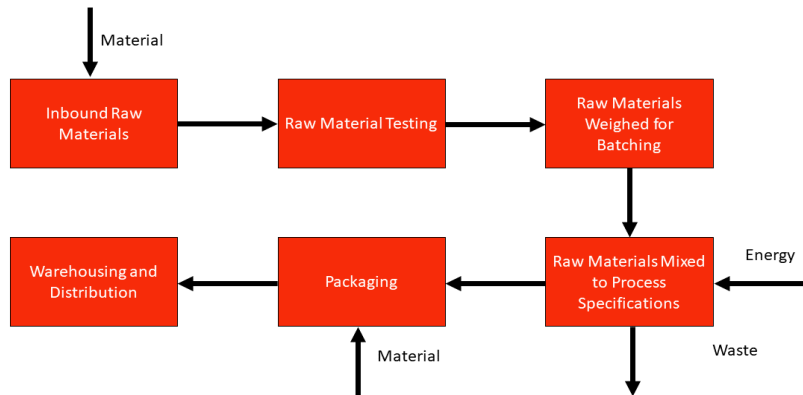 Material
Inbound Raw
Materials
Raw Material Testing
Raw Materials
Weighed for
Batching
Warehousing and
Distribution
Packaging
Raw Materials Mixed
to Process
Specifications
Energy
Material
Waste